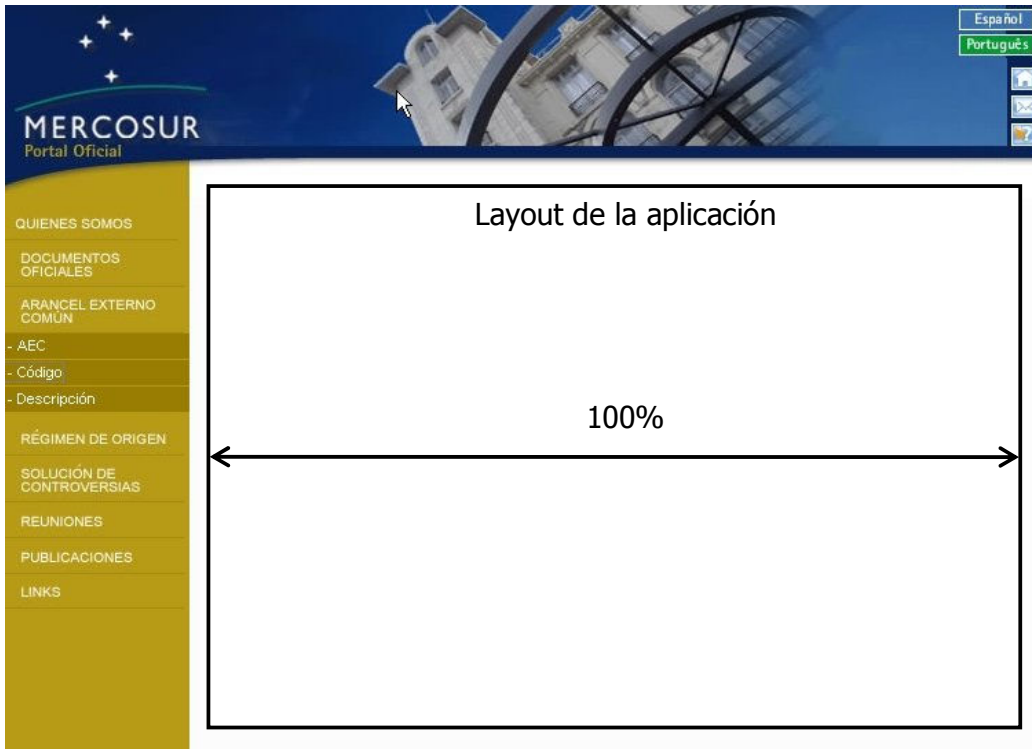 Español
Português
MERCOSUR
Portal Oficial
QUIENES SOMOS
DOCUMENTOS
OFICIALES
ARANCEL EXTERNO
COMÚN
- AEC
- Código
- Descripción
RÉGIMEN DE ORIGEN
SOLUCIÓN DE
CONTROVERSIAS
REUNIONES
PUBLICACIONES
LINKS
Layout de la aplicación
100%